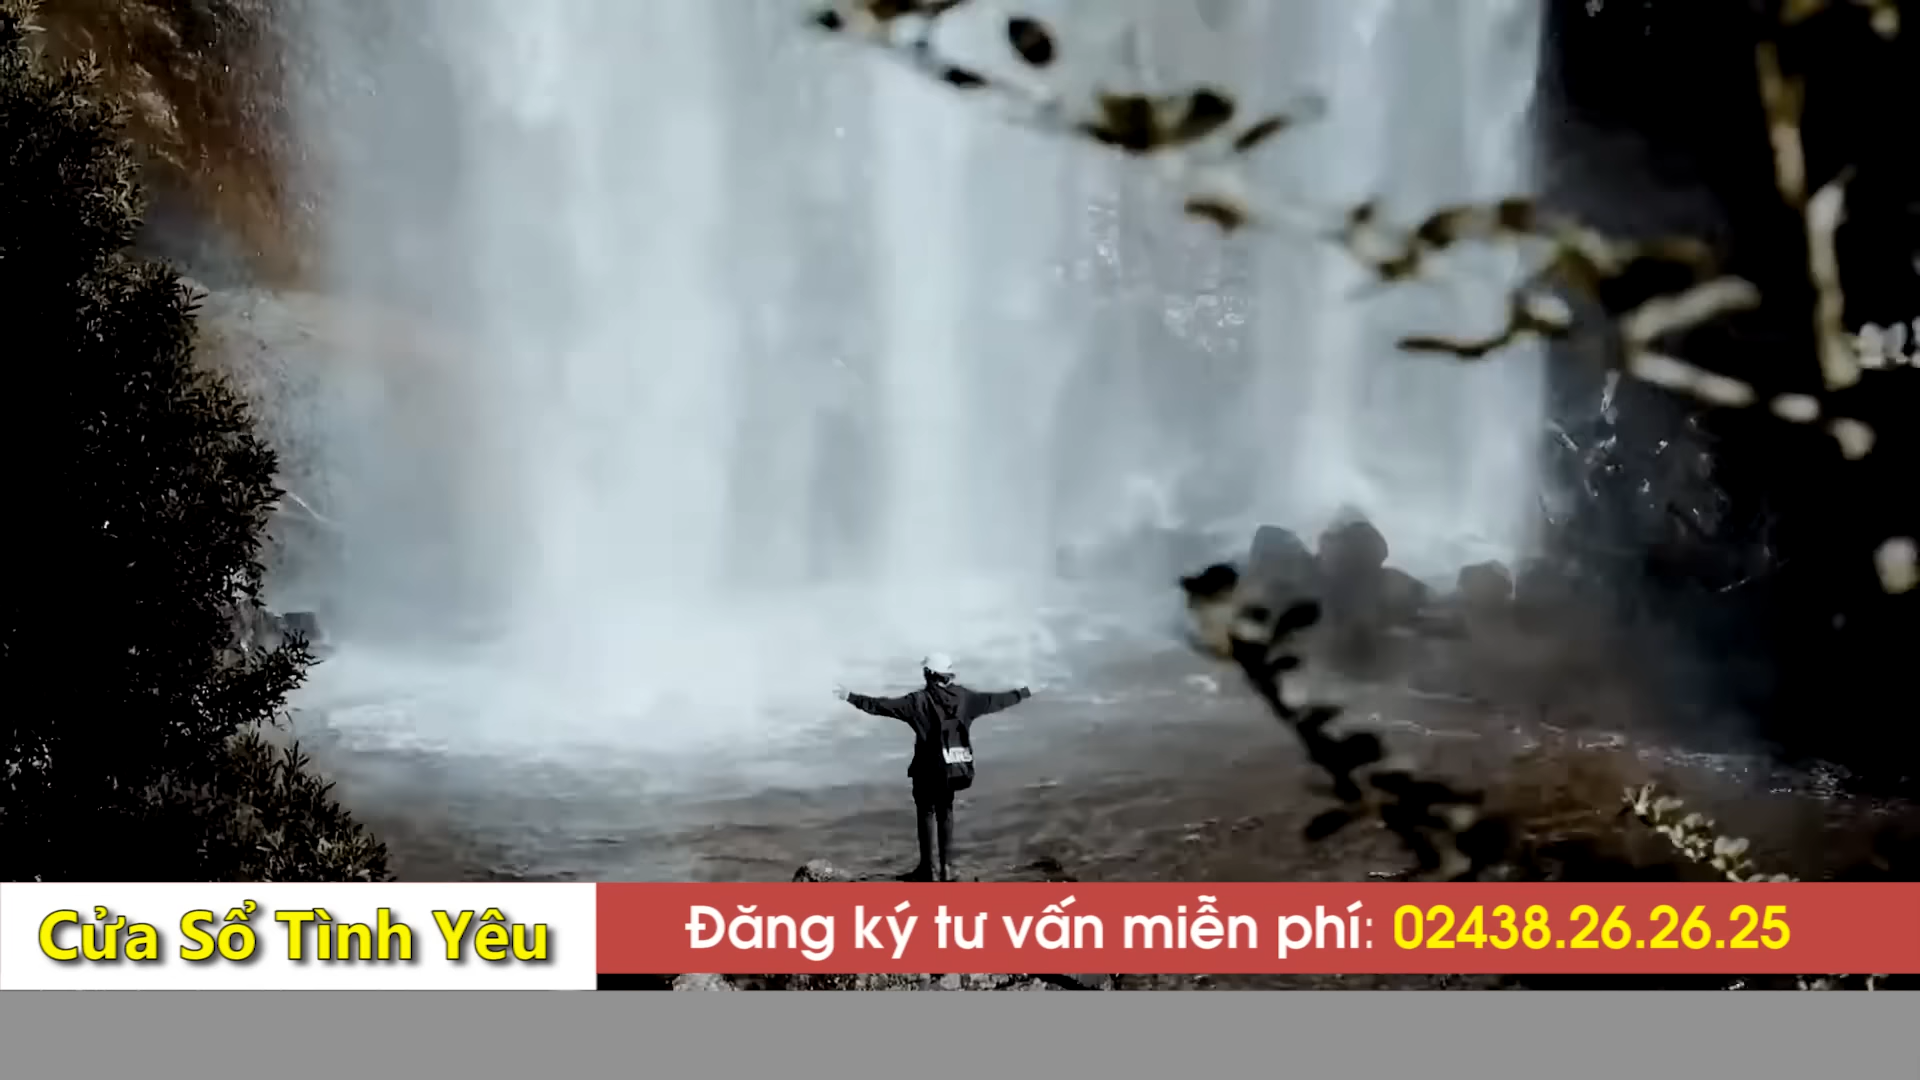 Cửa Sổ Tình Yêu
Đăng ký tư vấn miễn phí: 02438.26.26.25